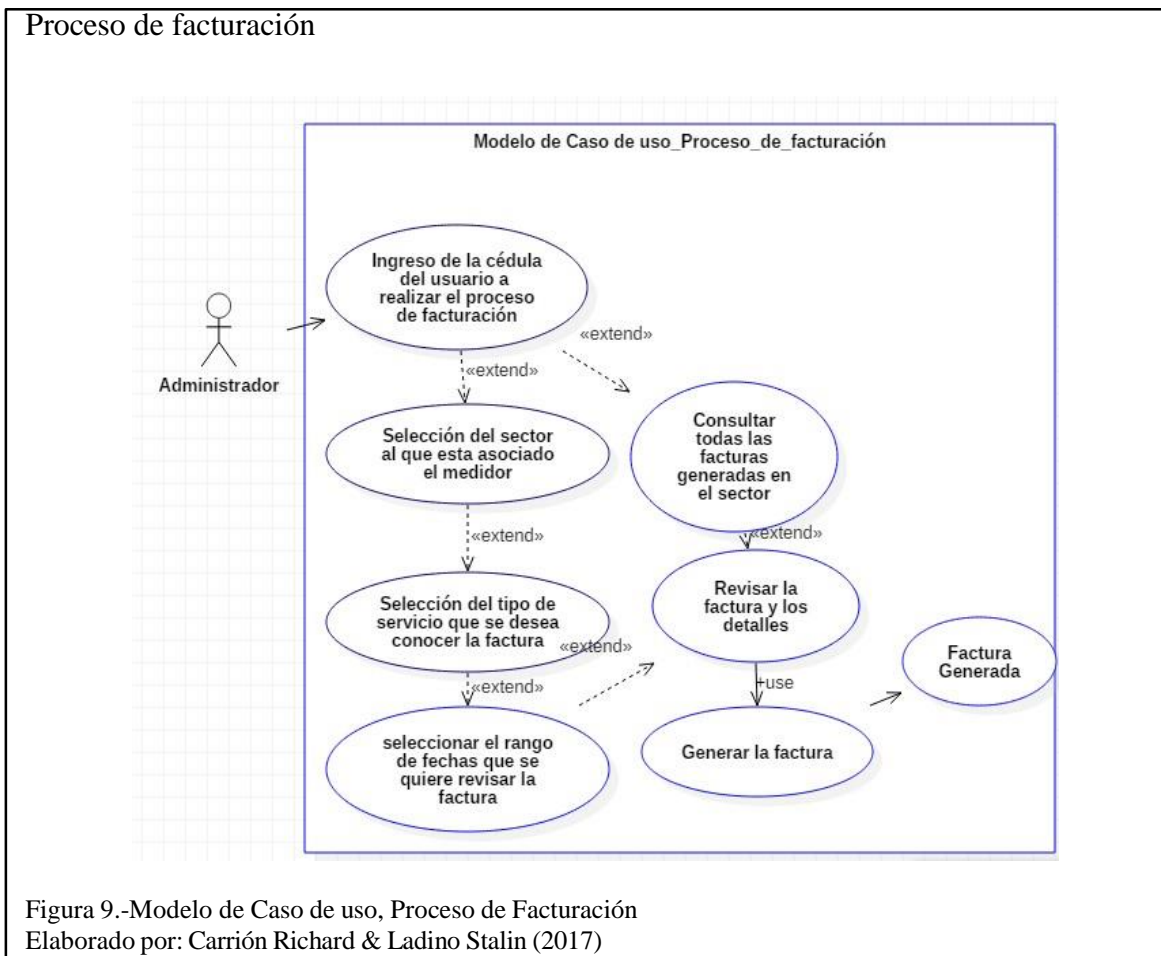 Proceso de facturación
Modelo de Caso de uso_Proceso_de_facturación
Ingreso de la cédula
del usuario a
realizar el proceso
de facturación
«extend»
«extend»
Administrador
Selección del sector
al que esta asociado
el medidor
Consultar
todas las
facturas
generadas en
el sector
«extend»
«extend»
Selección del tipo de
servicio que se desea
conocer la factura
Revisar la
factura y los
detalles
«extend»
Factura
Generada
«extend»
+use
seleccionar el rango
de fechas que se
quiere revisar la
factura
Generar la factura
Figura 9.-Modelo de Caso de uso, Proceso de Facturación
Elaborado por: Carrión Richard & Ladino Stalin (2017)